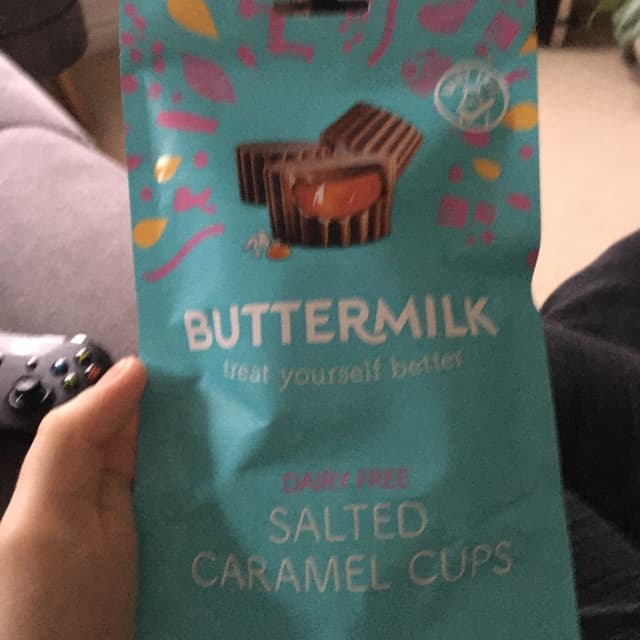 BUTTERMILK
treat yourself better
DAIRY FREE
SALTED
CARAMEL CUPS